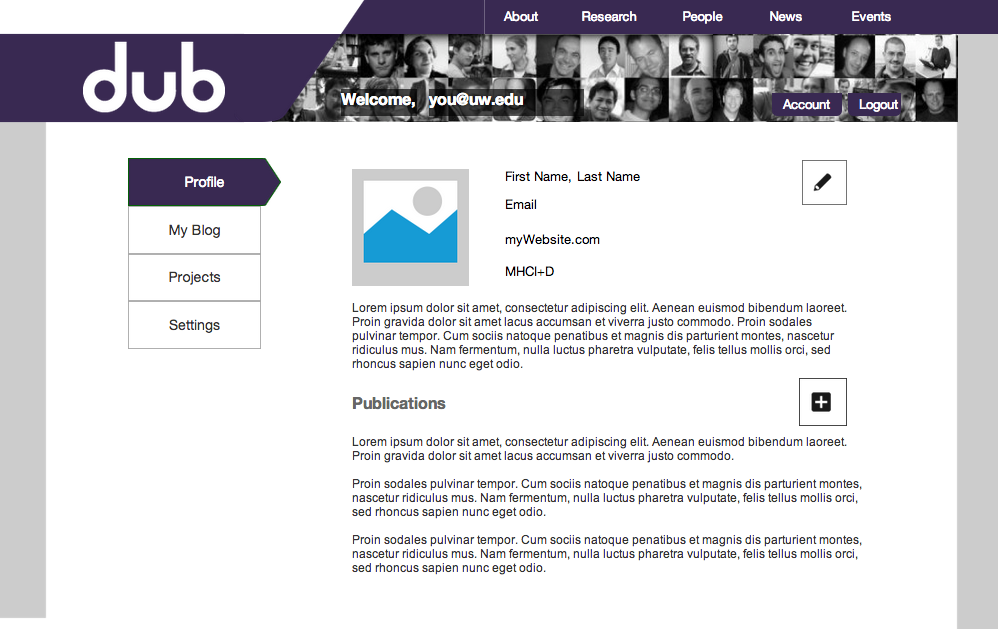 About Research People News Events
dub
Welcome, you@uw.edu
Account Logout
Profile
My Blog
Projects
Settings
First Name, Last Name
Email
myWebsite.com
MHCI+D
Lorem ipsum dolor sit amet, consectetur adipiscing elit. Aenean euismod bibendum laoreet.
Proin gravida dolor sit amet lacus accumsan et viverra justo commodo. Proin sodales
pulvinar tempor. Cum sociis natoque penatibus et magnis dis parturient montes, nascetur
ridiculus mus. Nam fermentum, nulla luctus pharetra vulputate, felis tellus mollis orci, sed
rhoncus sapien nunc eget odio.
Publications
Lorem ipsum dolor sit amet, consectetur adipiscing elit. Aenean euismod bibendum laoreet.
Proin gravida dolor sit amet lacus accumsan et viverra justo commodo.
Proin sodales pulvinar tempor. Cum sociis natoque penatibus et magnis dis parturient montes,
nascetur ridiculus mus. Nam fermentum, nulla luctus pharetra vulputate, felis tellus mollis orci,
sed rhoncus sapien nunc eget odio.
Proin sodales pulvinar tempor. Cum sociis natoque penatibus et magnis dis parturient montes,
nascetur ridiculus mus. Nam fermentum, nulla luctus pharetra vulputate, felis tellus mollis orci,
sed rhoncus sapien nunc eget odio.